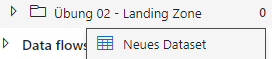 Übung 02 - Landing Zone 0
Data flows Neues Dataset